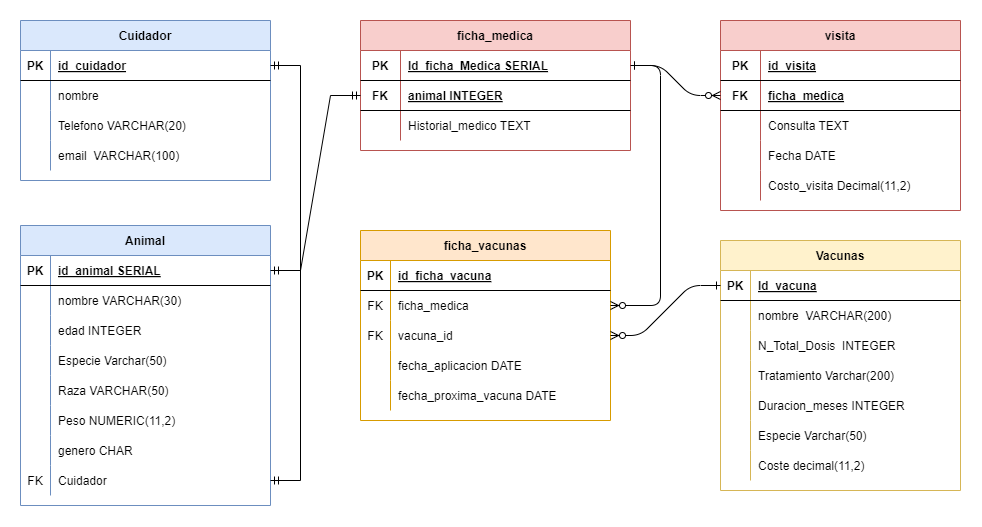 Cuidador
PK id_cuidador
nombre
Telefono VARCHAR(20)
email VARCHAR(100)
Animal
PK id_animal SERIAL
nombre VARCHAR(30)
edad INTEGER
Especie Varchar(50)
Raza VARCHAR(50)
Peso NUMERIC(11,2)
genero CHAR
FK Cuidador
ficha_medica
PK Id_ficha_Medica SERIAL
FK animal INTEGER
Historial_medico TEXT
ficha_vacunas
PK id_ficha_vacuna
FK ficha_medica
FK vacuna_id
fecha_aplicacion DATE
fecha_proxima_vacuna DATE
visita
PK id_visita
FK ficha_medica
Consulta TEXT
Fecha DATE
Costo_visita Decimal(11,2)
Vacunas
PK Id_vacuna
nombre VARCHAR(200)
N_Total_Dosis INTEGER
Tratamiento Varchar(200)
Duracion_meses INTEGER
Especie Varchar(50)
Coste decimal(11,2)